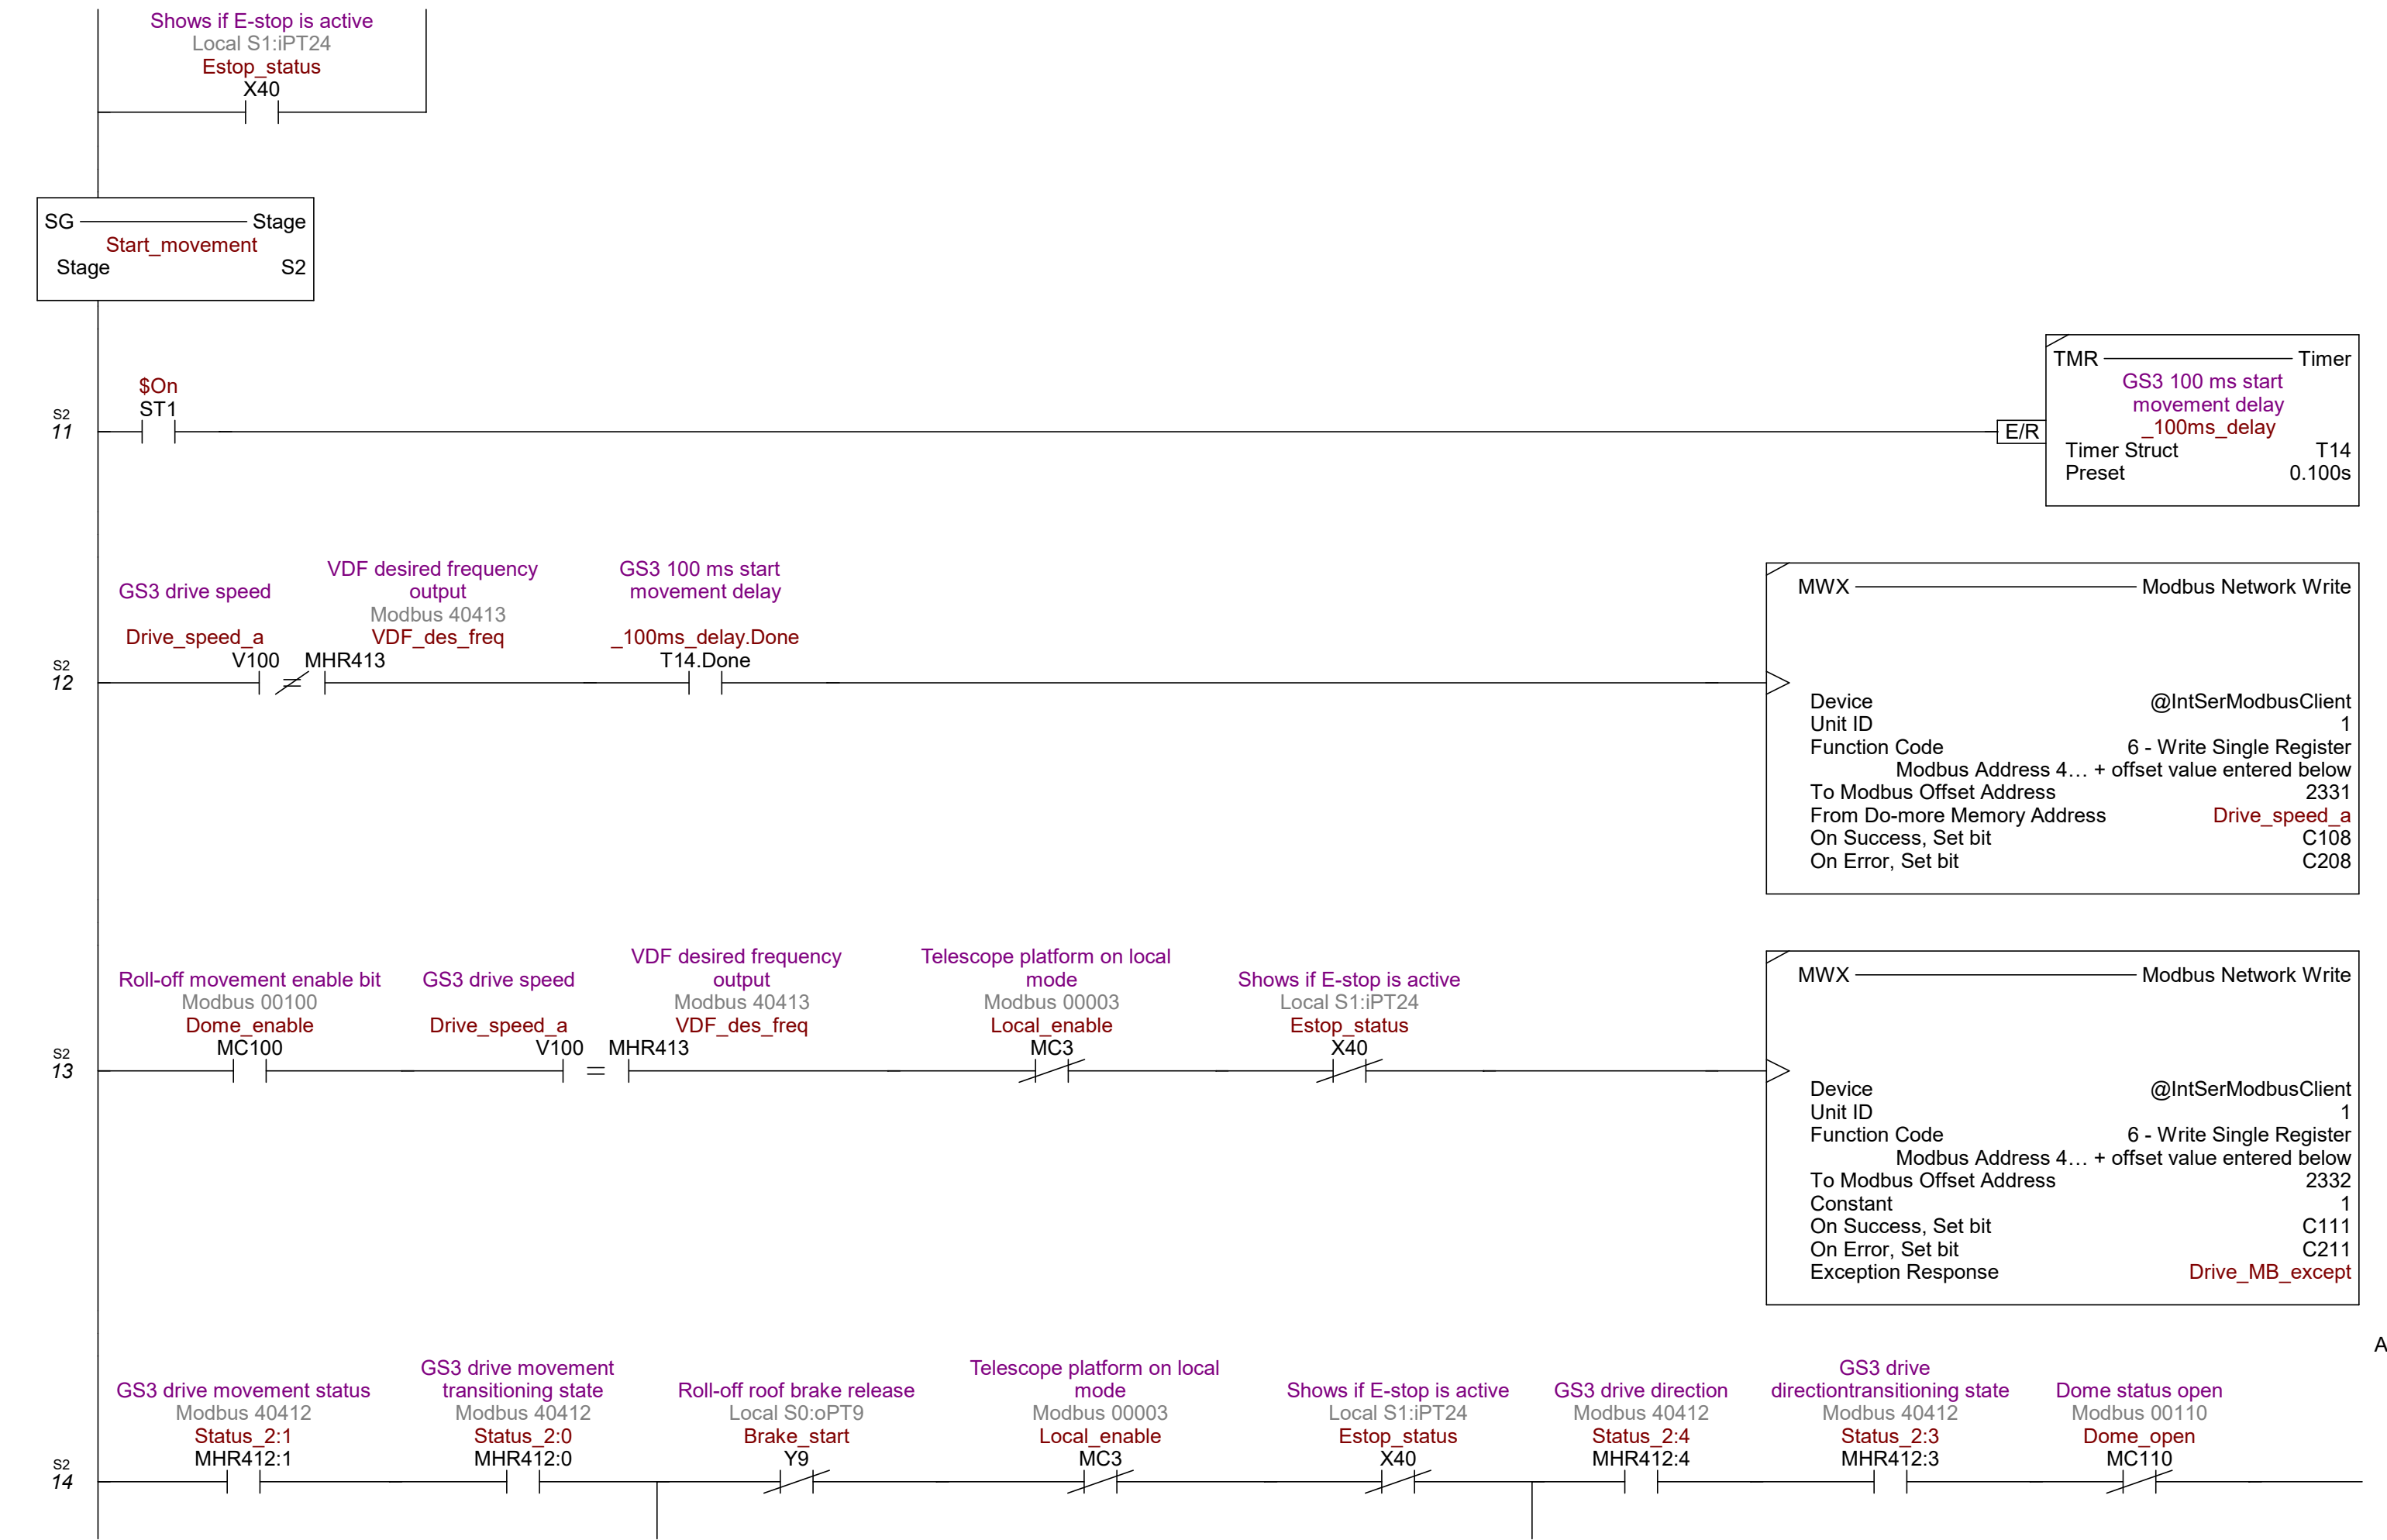 Shows if E-stop is active
Local S1:iPT24
Estop_status
X40
SG Stage
Start_movement
Stage S2
$On
ST1
S2
11
E/R
TMR Timer
GS3 100 ms start
movement delay
_100ms_delay
Timer Struct T14
Preset 0.100s
GS3 drive speed
Drive_speed_a
V100
VDF desired frequency
output
Modbus 40413
VDF_des_freq
MHR413
GS3 100 ms start
movement delay
_100ms_delay.Done
T14.Done
S2
12
MWX Modbus Network Write
Device @IntSerModbusClient
Unit ID 1
Function Code 6 - Write Single Register
Modbus Address 4… + offset value entered below
To Modbus Offset Address 2331
From Do-more Memory Address Drive_speed_a
On Success, Set bit C108
On Error, Set bit C208
Roll-off movement enable bit
Modbus 00100
Dome_enable
MC100
GS3 drive speed
Drive_speed_a
V100
=
VDF desired frequency
output
Modbus 40413
VDF_des_freq
MHR413
Telescope platform on local
mode
Modbus 00003
Local_enable
MC3
Shows if E-stop is active
Local S1:iPT24
Estop_status
X40
S2
13
MWX Modbus Network Write
Device @IntSerModbusClient
Unit ID 1
Function Code 6 - Write Single Register
Modbus Address 4… + offset value entered below
To Modbus Offset Address 2332
Constant 1
On Success, Set bit C111
On Error, Set bit C211
Exception Response Drive_MB_except
A
GS3 drive movement status
Modbus 40412
Status_2:1
MHR412:1
GS3 drive movement
transitioning state
Modbus 40412
Status_2:0
MHR412:0
Roll-off roof brake release
Local S0:oPT9
Brake_start
Y9
Telescope platform on local
mode
Modbus 00003
Local_enable
MC3
Shows if E-stop is active
Local S1:iPT24
Estop_status
X40
GS3 drive direction
Modbus 40412
Status_2:4
MHR412:4
GS3 drive
directiontransitioning state
Modbus 40412
Status_2:3
MHR412:3
Dome status open
Modbus 00110
Dome_open
MC110
S2
14